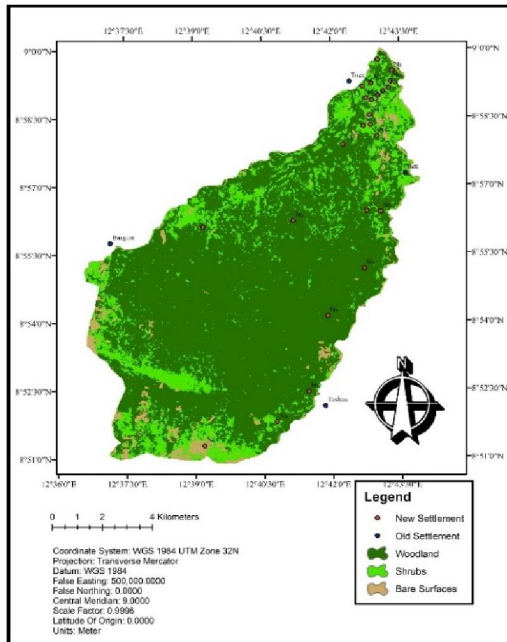 12°37'30"E 12°39'0"E 12°40'30"E 12°42'0"E 12°43'30"E
9°0'0"N
9°0'0"N
8°58'30"N
8°58'30"N
8°57'0"N
8°57'0"N
8°55'30"N
8°55'30"N
8°54'0"N
8°54'0"N
8°52'30"N
8°52'30"N
8°51'0"N
8°51'0"N
N
12°36'0"E 12°37'30"E 12°39'0"E 12°40'30"E 12°42'0"E 12°43'30"E
0 1 2 4 Kilometers
Coordinate System: WGS 1984 UTM Zone 32N
Projection: Transverse Mercator
Datum: WGS 1984
False Easting: 500,000.0000
False Northing: 0.0000
Central Meridian: 9.0000
Scale Factor: 0.9996
Latitude Of Origin: 0.0000
Units: Meter
Legend
New Settlement
Old Settlement
Woodland
Shrubs
Bare Surfaces